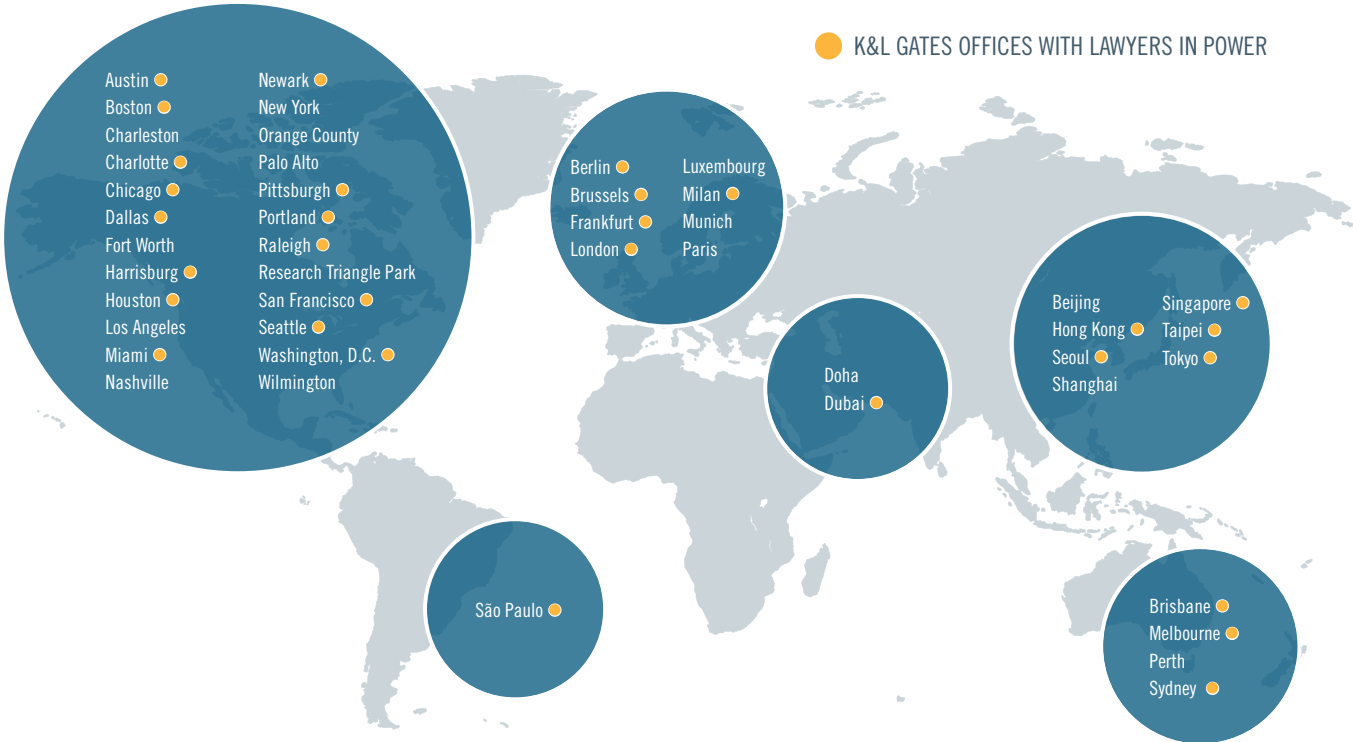 K&L GATES OFFICES WITH LAWYERS IN POWER
Austin
Boston
Charleston
Charlotte
Chicago
Dallas
Fort Worth
Harrisburg
Houston
Los Angeles
Miami
Nashville
Newark
New York
Orange County
Palo Alto
Pittsburgh
Portland
Raleigh
Research Triangle Park
San Francisco
Seattle
Washington, D.C.
Wilmington
Berlin
Brussels
Frankfurt
London
Luxembourg
Milan
Munich
Paris
Doha
Dubai
Beijing
Hong Kong
Seoul
Shanghai
Singapore
Taipei
Tokyo
São Paulo
Brisbane
Melbourne
Perth
Sydney